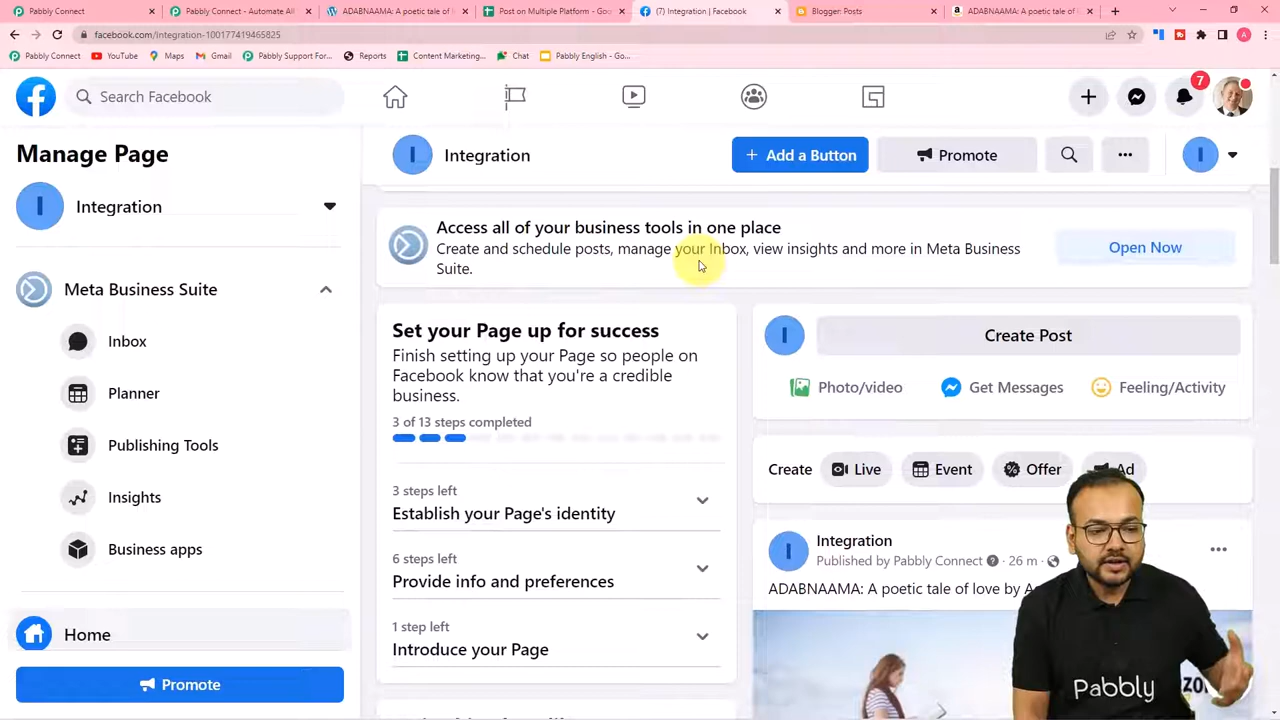 Pabbly Connect
Pabbly Connect - Automate All
ADABNAAMA: A poetic tale of l
Post on Multiple Platform - Goo
(7) Integration | Facebook
Blogger: Posts
ADABNAAMA: A poetic tale of l
facebook.com/Integration-100177419465825
Pabbly Connect
YouTube
Maps
Gmail
Pabbly Support For...
Reports
Content Marketing...
Chat
Pabbly English - Go...
Search Facebook
7
Manage Page
I Integration
I Integration
+ Add a Button
Promote
I
Access all of your business tools in one place
Create and schedule posts, manage your Inbox, view insights and more in Meta Business
Suite.
Open Now
Meta Business Suite
Inbox
Planner
Publishing Tools
Insights
Business apps
Home
Promote
Set your Page up for success
Finish setting up your Page so people on
Facebook know that you're a credible
business.
3 of 13 steps completed
3 steps left
Establish your Page's identity
6 steps left
Provide info and preferences
1 step left
Introduce your Page
I Create Post
Photo/video
Get Messages
Feeling/Activity
Create
Live
Event
Offer
Ad
I Integration
Published by Pabbly Connect · 26 m ·
ADABNAAMA: A poetic tale of love by
Pabbly